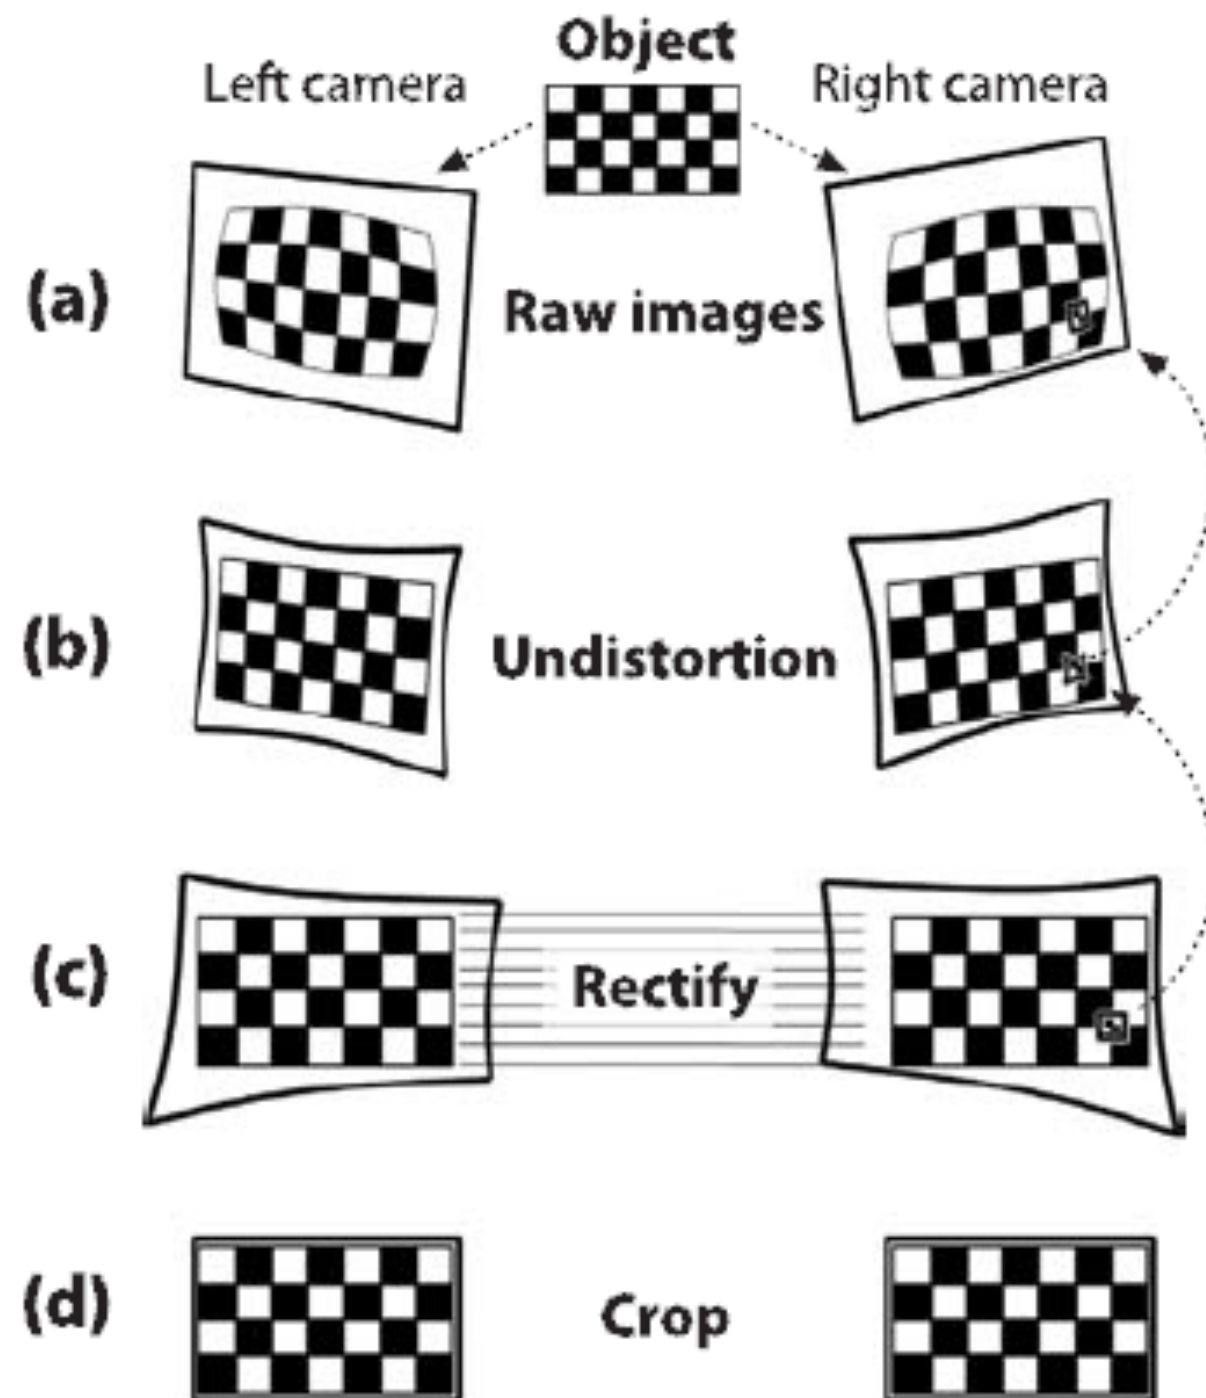 Object
Left camera
Right camera
(a)
Raw images
(b)
Undistortion
(c)
Rectify
(d)
Crop